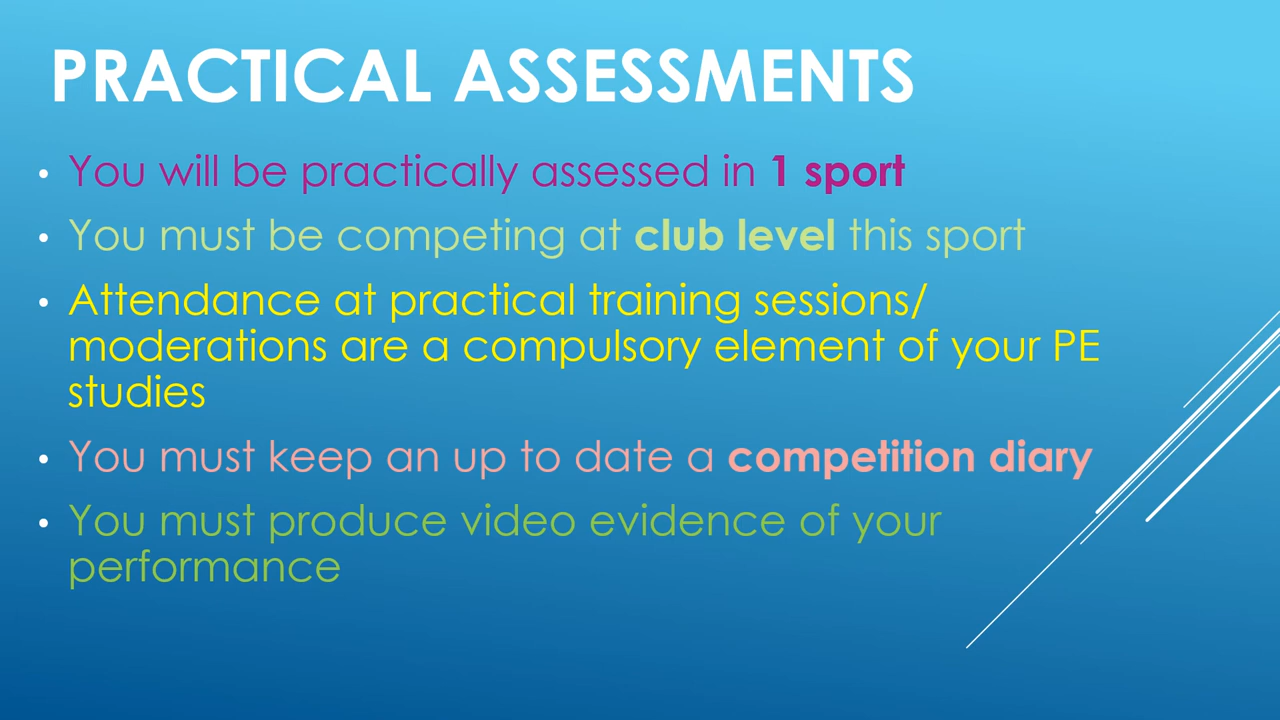 PRACTICAL ASSESSMENTS
• You will be practically assessed in 1 sport
• You must be competing at club level this sport
• Attendance at practical training sessions/
moderations are a compulsory element of your PE
studies
• You must keep an up to date a competition diary
• You must produce video evidence of your
performance